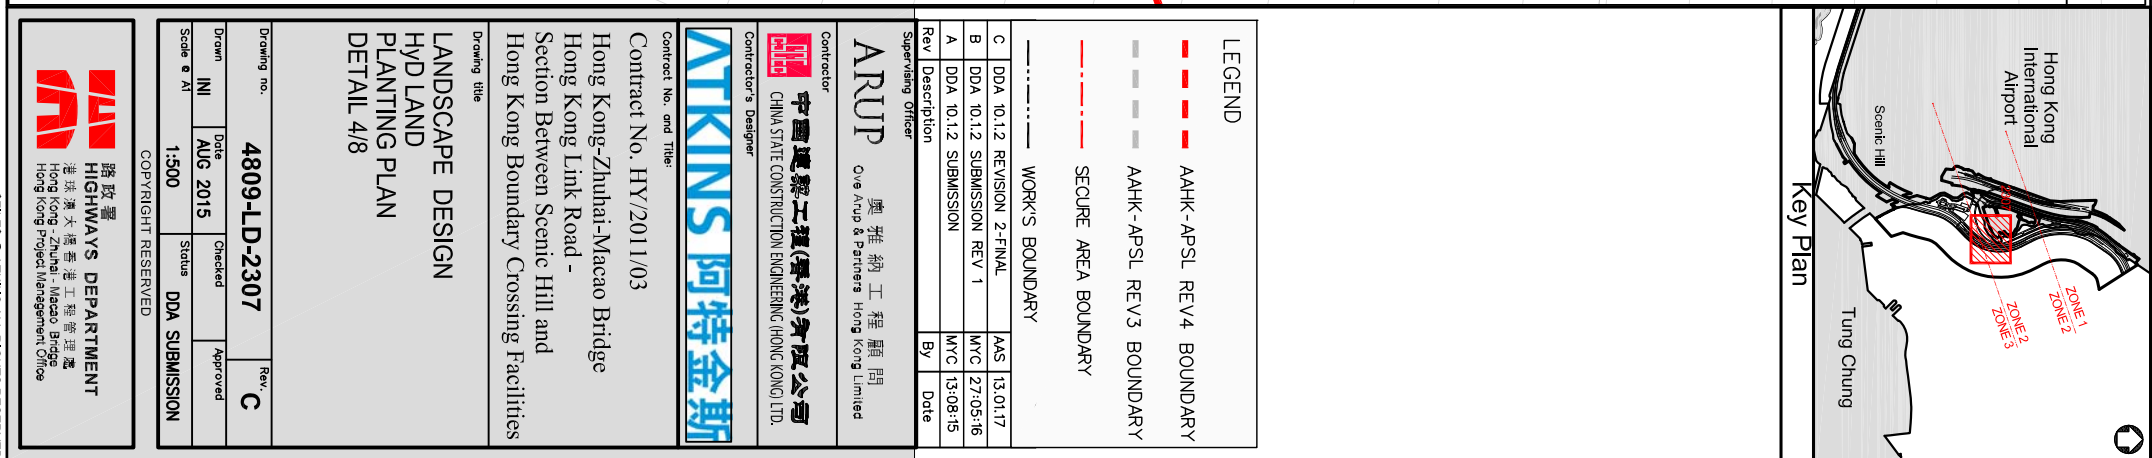 Hong Kong
International
Airport
Scenic Hill
ZONE 1
ZONE 2
ZONE 2
ZONE 3
Tung Chung
Key Plan
LEGEND
AAHK-APSL REV4 BOUNDARY
AAHK-APSL REV3 BOUNDARY
SECURE AREA BOUNDARY
WORK'S BOUNDARY
C DDA 10.1.2 REVISION 2-FINAL AAS 13.01.17
B DDA 10.1.2 SUBMISSION REV 1 MYC 27:05:16
A DDA 10.1.2 SUBMISSION MYC 13:08:15
Rev Description By Date
Supervising Officer
ARUP 奧雅納工程顧問
Ove Arup & Partners Hong Kong Limited
Contractor
中國建築工程(香港)有限公司
CHINA STATE CONSTRUCTION ENGINEERING (HONG KONG) LTD.
Contractor's Designer
ATKINS 阿特金斯
Contract No. and Title:
Contract No. HY/2011/03
Hong Kong-Zhuhai-Macao Bridge
Hong Kong Link Road -
Section Between Scenic Hill and
Hong Kong Boundary Crossing Facilities
Drawing title
LANDSCAPE DESIGN
HyD LAND
PLANTING PLAN
DETAIL 4/8
Drawing no. Rev.
4809-LD-2307 C
Drawn Date Checked Approved
INI AUG 2015
Scale @ A1 Status
1:500 DDA SUBMISSION
COPYRIGHT RESERVED
路政署
HIGHWAYS DEPARTMENT
港珠澳大橋香港工程管理處
Hong Kong - Zhuhai - Macao Bridge
Hong Kong Project Management Office